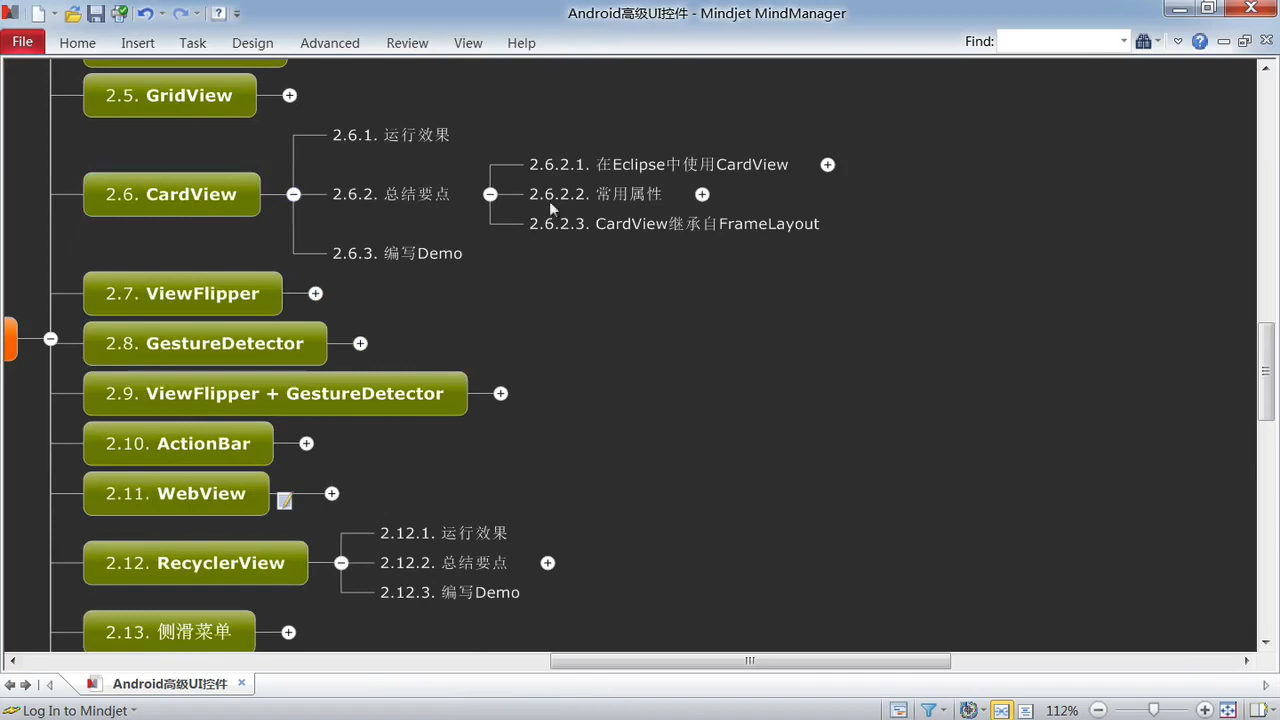 Android高级UI控件 - Mindjet MindManager
File Home Insert Task Design Advanced Review View Help Find:
2.5. GridView
2.6. CardView
2.6.1. 运行效果
2.6.2. 总结要点
2.6.2.1. 在Eclipse中使用CardView
2.6.2.2. 常用属性
2.6.2.3. CardView继承自FrameLayout
2.6.3. 编写Demo
2.7. ViewFlipper
2.8. GestureDetector
2.9. ViewFlipper + GestureDetector
2.10. ActionBar
2.11. WebView
2.12. RecyclerView
2.12.1. 运行效果
2.12.2. 总结要点
2.12.3. 编写Demo
2.13. 侧滑菜单
Android高级UI控件
Log In to Mindjet
112%